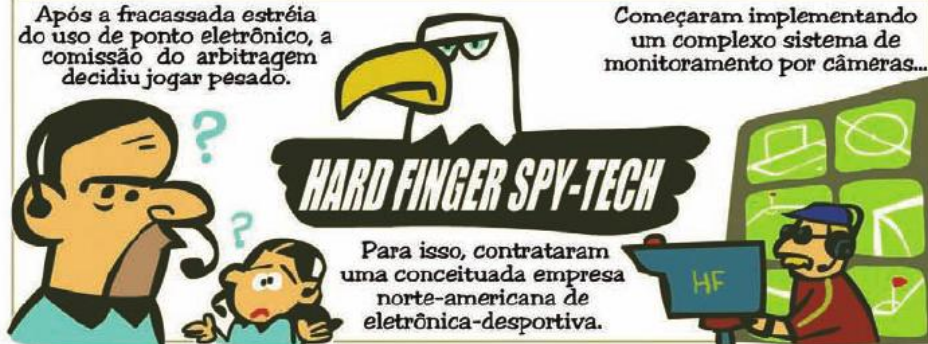 Após a fracassada estréia
do uso de ponto eletrônico, a
comissão do arbitragem
decidiu jogar pesado.
?
?
HARD FINGER SPY-TECH
Para isso, contrataram
uma conceituada empresa
norte-americana de
eletrônica-desportiva.
Começaram implementando
um complexo sistema de
monitoramento por câmeras...
HF